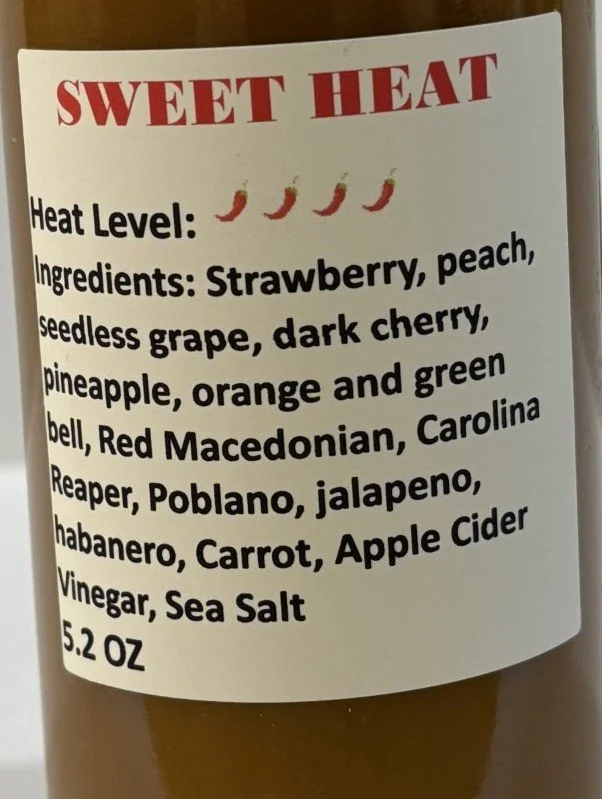 SWEET HEAT
Heat Level:
Ingredients: Strawberry, peach,
seedless grape, dark cherry,
pineapple, orange and green
bell, Red Macedonian, Carolina
Reaper, Poblano, jalapeno,
habanero, Carrot, Apple Cider
Vinegar, Sea Salt
5.2 OZ